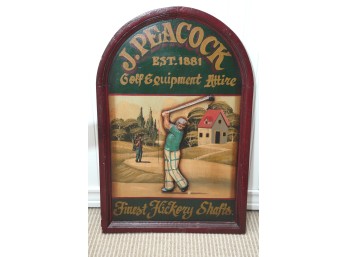 J. PEACOCK
EST. 1881
Golf Equipment Attire
Finest Hickory Shafts.